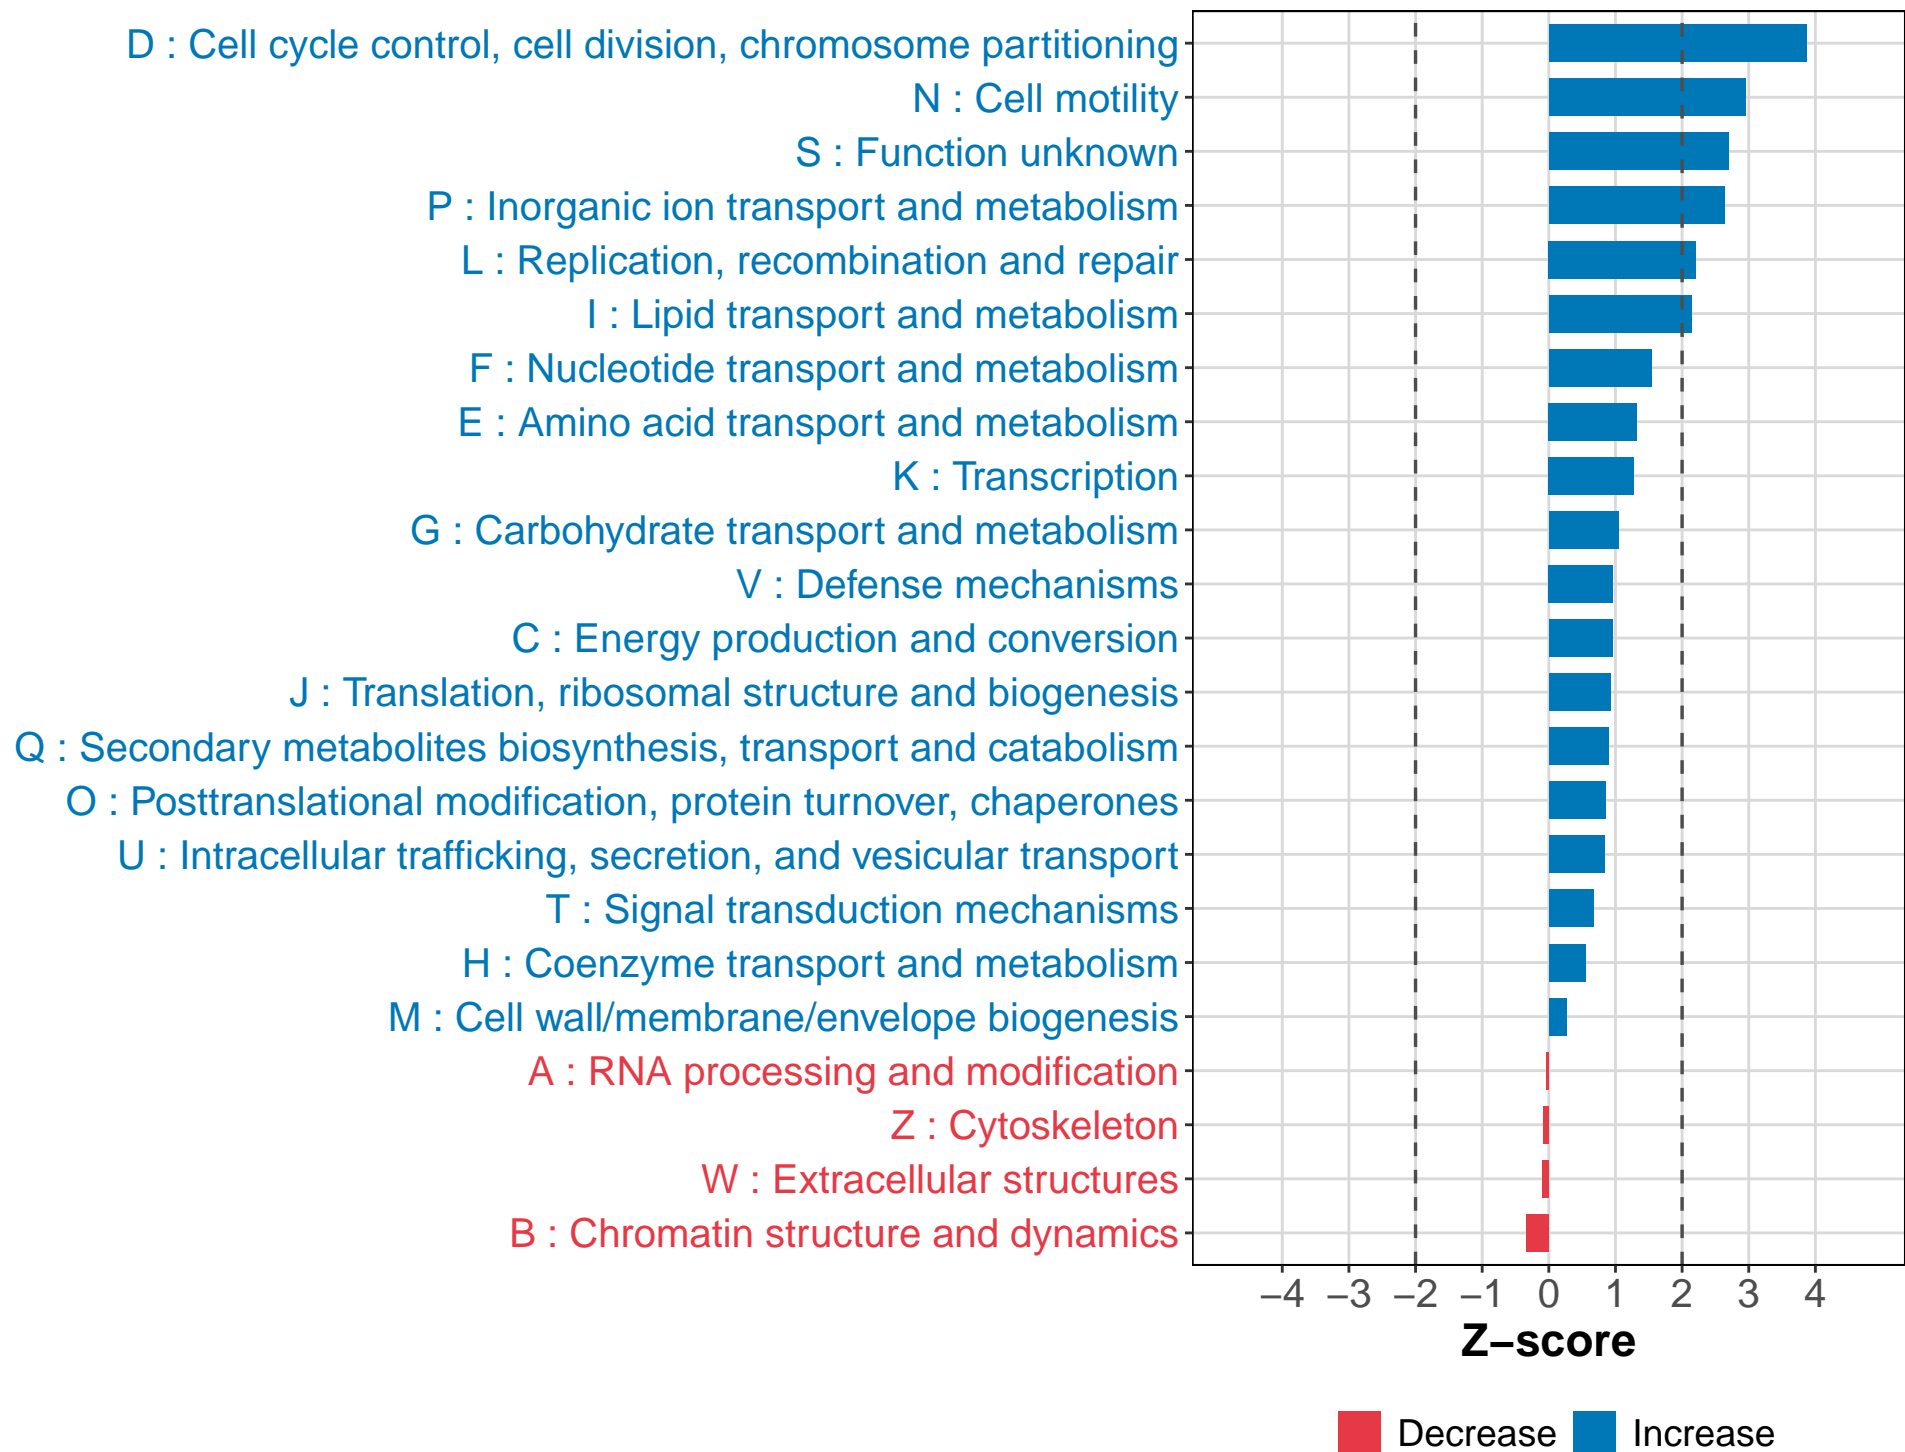 D : Cell cycle control, cell division, chromosome partitioning
N : Cell motility
S : Function unknown
P : Inorganic ion transport and metabolism
L : Replication, recombination and repair
I : Lipid transport and metabolism
F : Nucleotide transport and metabolism
E : Amino acid transport and metabolism
K : Transcription
G : Carbohydrate transport and metabolism
V : Defense mechanisms
C : Energy production and conversion
J : Translation, ribosomal structure and biogenesis
Q : Secondary metabolites biosynthesis, transport and catabolism
O : Posttranslational modification, protein turnover, chaperones
U : Intracellular trafficking, secretion, and vesicular transport
T : Signal transduction mechanisms
H : Coenzyme transport and metabolism
M : Cell wall/membrane/envelope biogenesis
A : RNA processing and modification
Z : Cytoskeleton
W : Extracellular structures
B : Chromatin structure and dynamics
−4 −3 −2 −1 0 1 2 3 4
Z−score
Decrease Increase